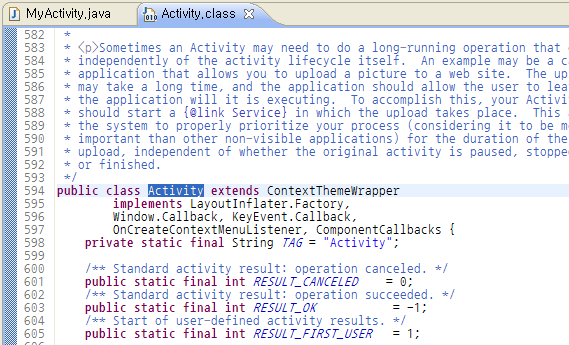 MyActivity.java Activity.class
582 *
583 * <p>Sometimes an Activity may need to do a long-running operation that
584 * independently of the activity lifecycle itself. An example may be a
585 * application that allows you to upload a picture to a web site. The
586 * may take a long time, and the application should allow the user to
587 * the application will it is executing. To accomplish this, your
588 * should start a {@link Service} in which the upload takes place. This
589 * the system to properly prioritize your process (considering it to be
590 * important than other non-visible applications) for the duration of the
591 * upload, independent of whether the original activity is paused,
592 * or finished.
593 */
594 public class Activity extends ContextThemeWrapper
595 implements LayoutInflater.Factory,
596 Window.Callback, KeyEvent.Callback,
597 OnCreateContextMenuListener, ComponentCallbacks {
598 private static final String TAG = "Activity";
599
600 /** Standard activity result: operation canceled. */
601 public static final int RESULT_CANCELED = 0;
602 /** Standard activity result: operation succeeded. */
603 public static final int RESULT_OK = -1;
604 /** Start of user-defined activity results. */
605 public static final int RESULT_FIRST_USER = 1;